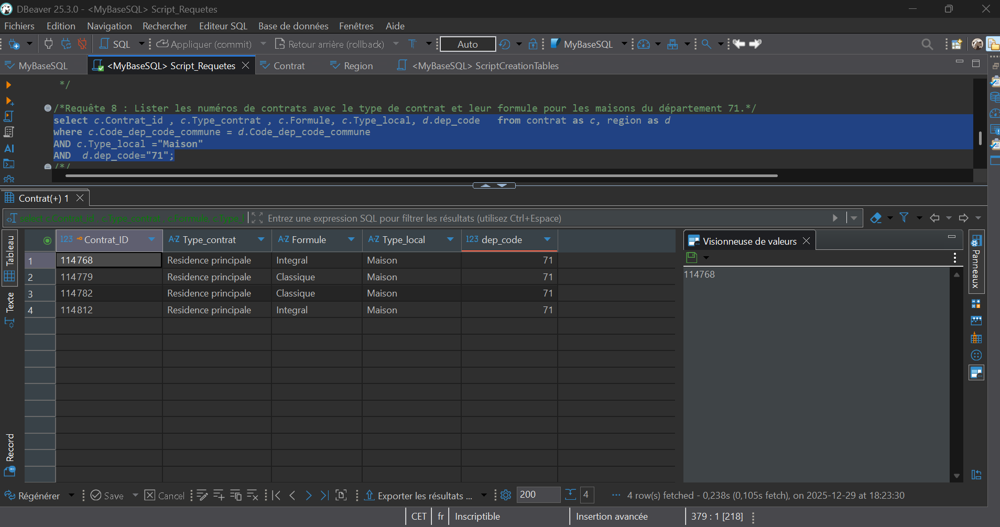 DBeaver 25.3.0 - <MyBaseSQL> Script_Requetes
Fichiers Edition Navigation Rechercher Editeur SQL Base de données Fenêtres Aide
SQL Appliquer (commit) Retour arrière (rollback) Auto MyBaseSQL
MyBaseSQL <MyBaseSQL> Script_Requetes Contrat Region <MyBaseSQL> ScriptCreationTables
*/
/*Requête 8 : Lister les numéros de contrats avec le type de contrat et leur formule pour les maisons du département 71.*/
select c.Contrat_id , c.Type_contrat , c.Formule, c.Type_local, d.dep_code from contrat as c, region as d
where c.Code_dep_code_commune = d.Code_dep_code_commune
AND c.Type_local ="Maison"
AND d.dep_code="71";
/*/
AI
Contrat(+) 1
select c.Contrat_id , c.Type_contrat , c.Formule, c.Type_l Entrez une expression SQL pour filtrer les résultats (utilisez Ctrl+Espace)
Tableau
Texte
Record
123 Contrat_ID A-Z Type_contrat A-Z Formule A-Z Type_local 123 dep_code
1 114768 Residence principale Integral Maison 71
2 114779 Residence principale Classique Maison 71
3 114782 Residence principale Classique Maison 71
4 114812 Residence principale Integral Maison 71
Visionneuse de valeurs
114768
Panneaux
Régénérer Save Cancel Exporter les résultats ... 200 4 4 row(s) fetched - 0,238s (0,105s fetch), on 2025-12-29 at 18:23:30
CET fr Inscriptible Insertion avancée 379 : 1 [218]